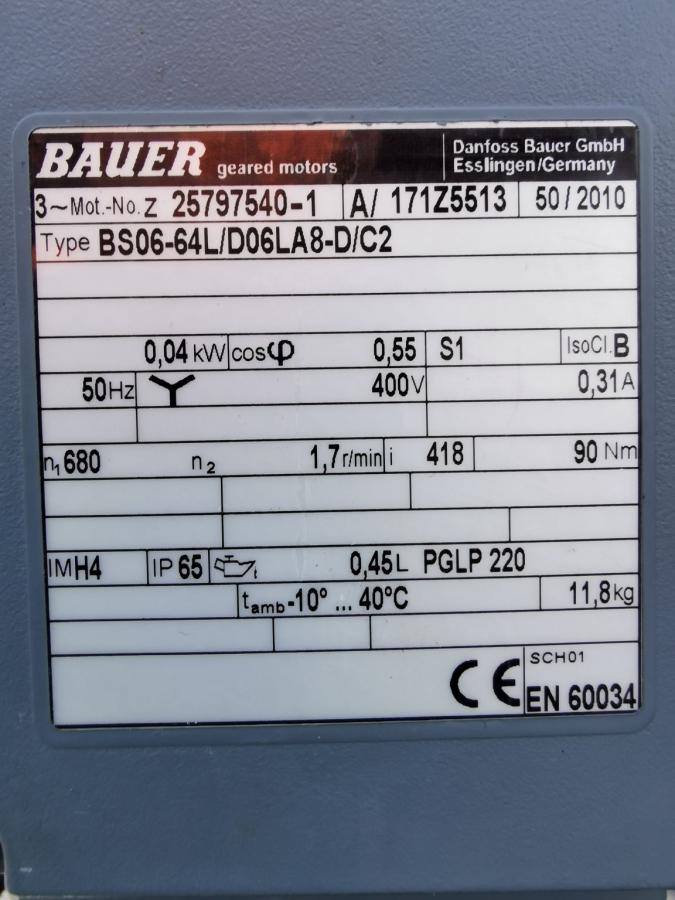 BAUER geared motors
Danfoss Bauer GmbH
Esslingen/Germany
3~Mot.-No. Z 25797540-1 A/ 171Z5513 50/2010
Type BS06-64L/D06LA8-D/C2
0,04 kW cosφ 0,55 S1 IsoCl. B
50Hz 400V 0,31A
n₁ 680 n₂ 1,7 r/min i 418 90 Nm
IM H4 IP 65 0,45L PGLP 220
tamb -10° ... 40°C 11,8kg
CE SCH01
EN 60034